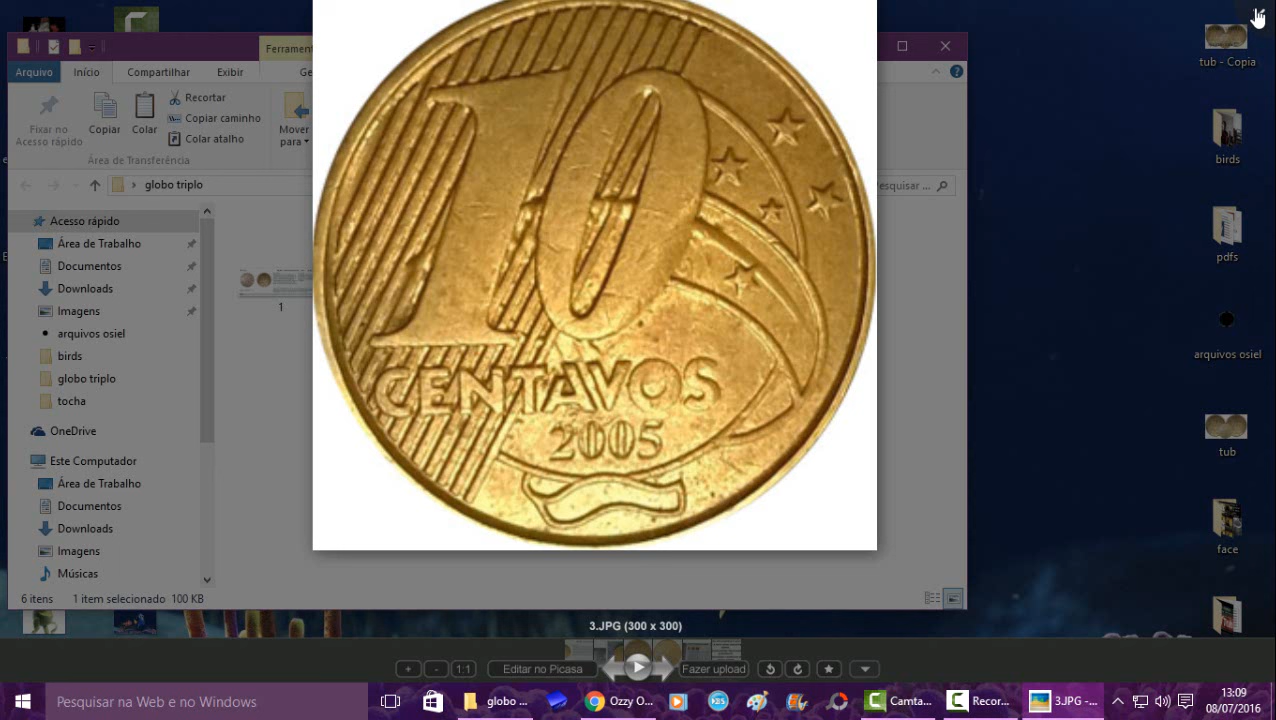 tub - Copia
birds
pdfs
arquivos osiel
tub
face
Ferrament
Arquivo
Início
Compartilhar
Exibir
Ge
Fixar no
Acesso rápido
Copiar
Colar
Recortar
Copiar caminho
Colar atalho
Mover
para
Área de Transferência
globo triplo
esquisar ...
Acesso rápido
Área de Trabalho
Documentos
Downloads
Imagens
arquivos osiel
birds
globo triplo
tocha
OneDrive
Este Computador
Área de Trabalho
Documentos
Downloads
Imagens
Músicas
1
6 itens
1 item selecionado 100 KB
10
CENTAVOS
2005
3.JPG (300 x 300)
+
-
1:1
Editar no Picasa
Fazer upload
Pesquisar na Web e no Windows
globo ...
Ozzy O...
Camta...
Recor...
3.JPG -...
13:09
08/07/2016